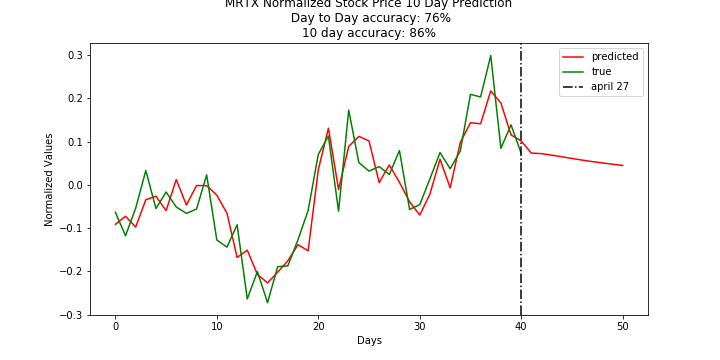 MRTX Normalized Stock Price 10 Day Prediction
Day to Day accuracy: 76%
10 day accuracy: 86%
predicted
true
april 27
0.3
0.2
0.1
0.0
−0.1
−0.2
−0.3
Normalized Values
0 10 20 30 40 50
Days